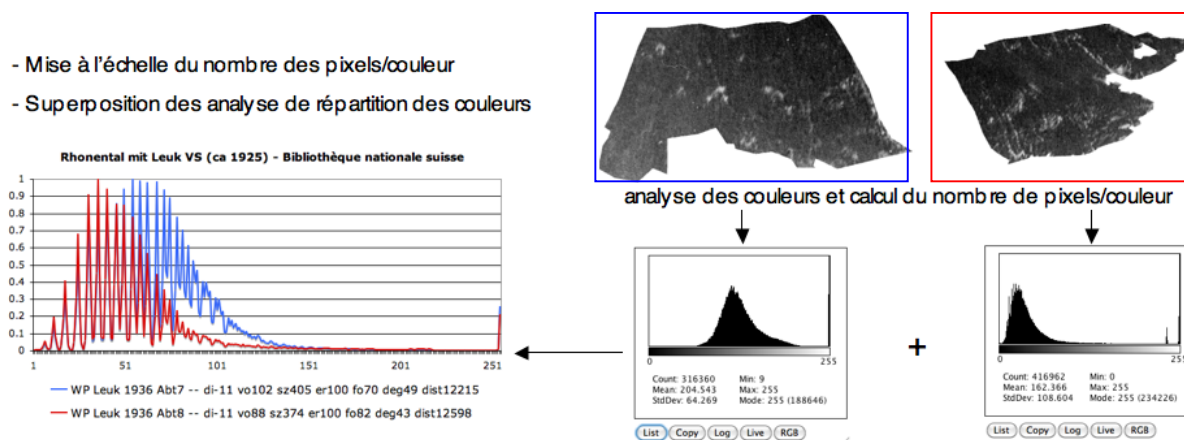 - Mise à l'échelle du nombre des pixels/couleur
- Superposition des analyse de répartition des couleurs
Rhonental mit Leuk VS (ca 1925) - Bibliothèque nationale suisse
1
0.9
0.8
0.7
0.6
0.5
0.4
0.3
0.2
0.1
0
1 51 101 151 201 251
WP Leuk 1936 Abt7 -- di-11 vo102 sz405 er100 fo70 deg49 dist12215
WP Leuk 1936 Abt8 -- di-11 vo88 sz374 er100 fo82 deg43 dist12598
analyse des couleurs et calcul du nombre de pixels/couleur
0 255
Count: 316360 Min: 9
Mean: 204.543 Max: 255
StdDev: 64.269 Mode: 255 (188646)
List Copy Log Live RGB
+
0 255
Count: 416962 Min: 0
Mean: 162.366 Max: 255
StdDev: 108.604 Mode: 255 (234226)
List Copy Log Live RGB